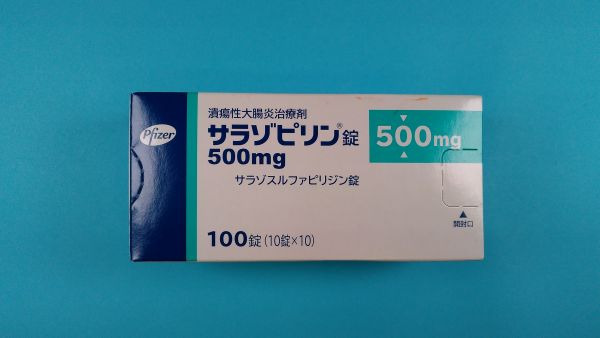 Pfizer
潰瘍性大腸炎治療剤
サラゾピリン®錠
500mg
サラゾスルファピリジン錠
100錠(10錠×10)
500mg
開封口